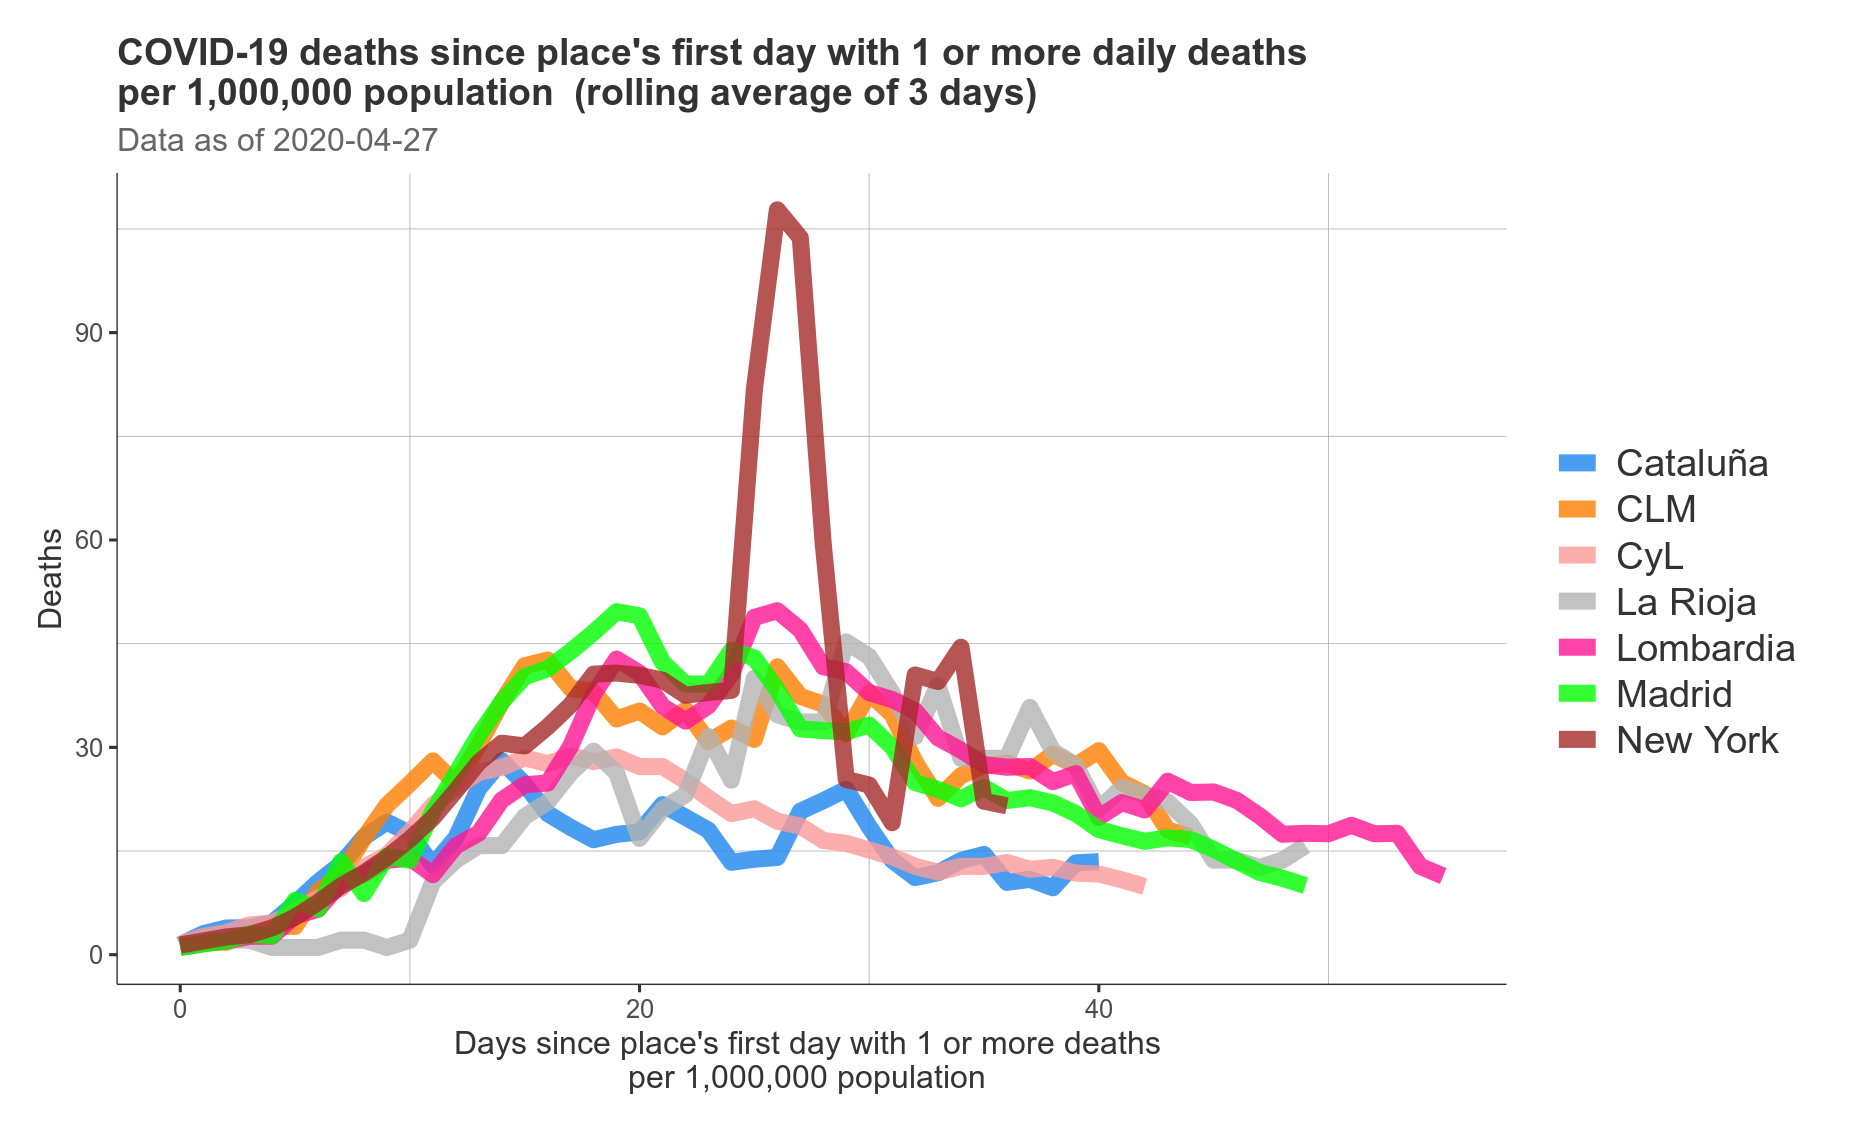 COVID-19 deaths since place's first day with 1 or more daily deaths
per 1,000,000 population  (rolling average of 3 days)
Data as of 2020-04-27
Deaths
90
60
30
0
0
20
40
Days since place's first day with 1 or more deaths
per 1,000,000 population
Cataluña
CLM
CyL
La Rioja
Lombardia
Madrid
New York